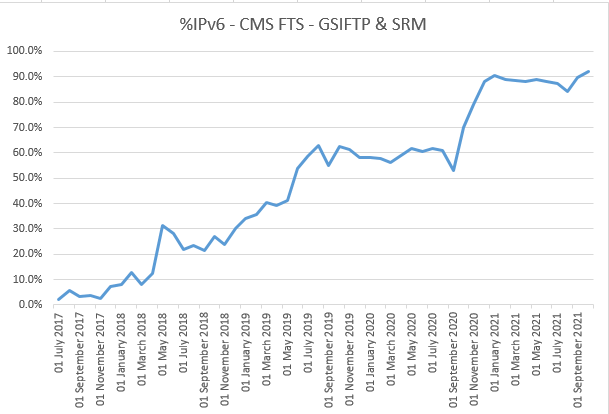 %IPv6 - CMS FTS - GSIFTP & SRM
100.0%
90.0%
80.0%
70.0%
60.0%
50.0%
40.0%
30.0%
20.0%
10.0%
0.0%
01 July 2017
01 September 2017
01 November 2017
01 January 2018
01 March 2018
01 May 2018
01 July 2018
01 September 2018
01 November 2018
01 January 2019
01 March 2019
01 May 2019
01 July 2019
01 September 2019
01 November 2019
01 January 2020
01 March 2020
01 May 2020
01 July 2020
01 September 2020
01 November 2020
01 January 2021
01 March 2021
01 May 2021
01 July 2021
01 September 2021